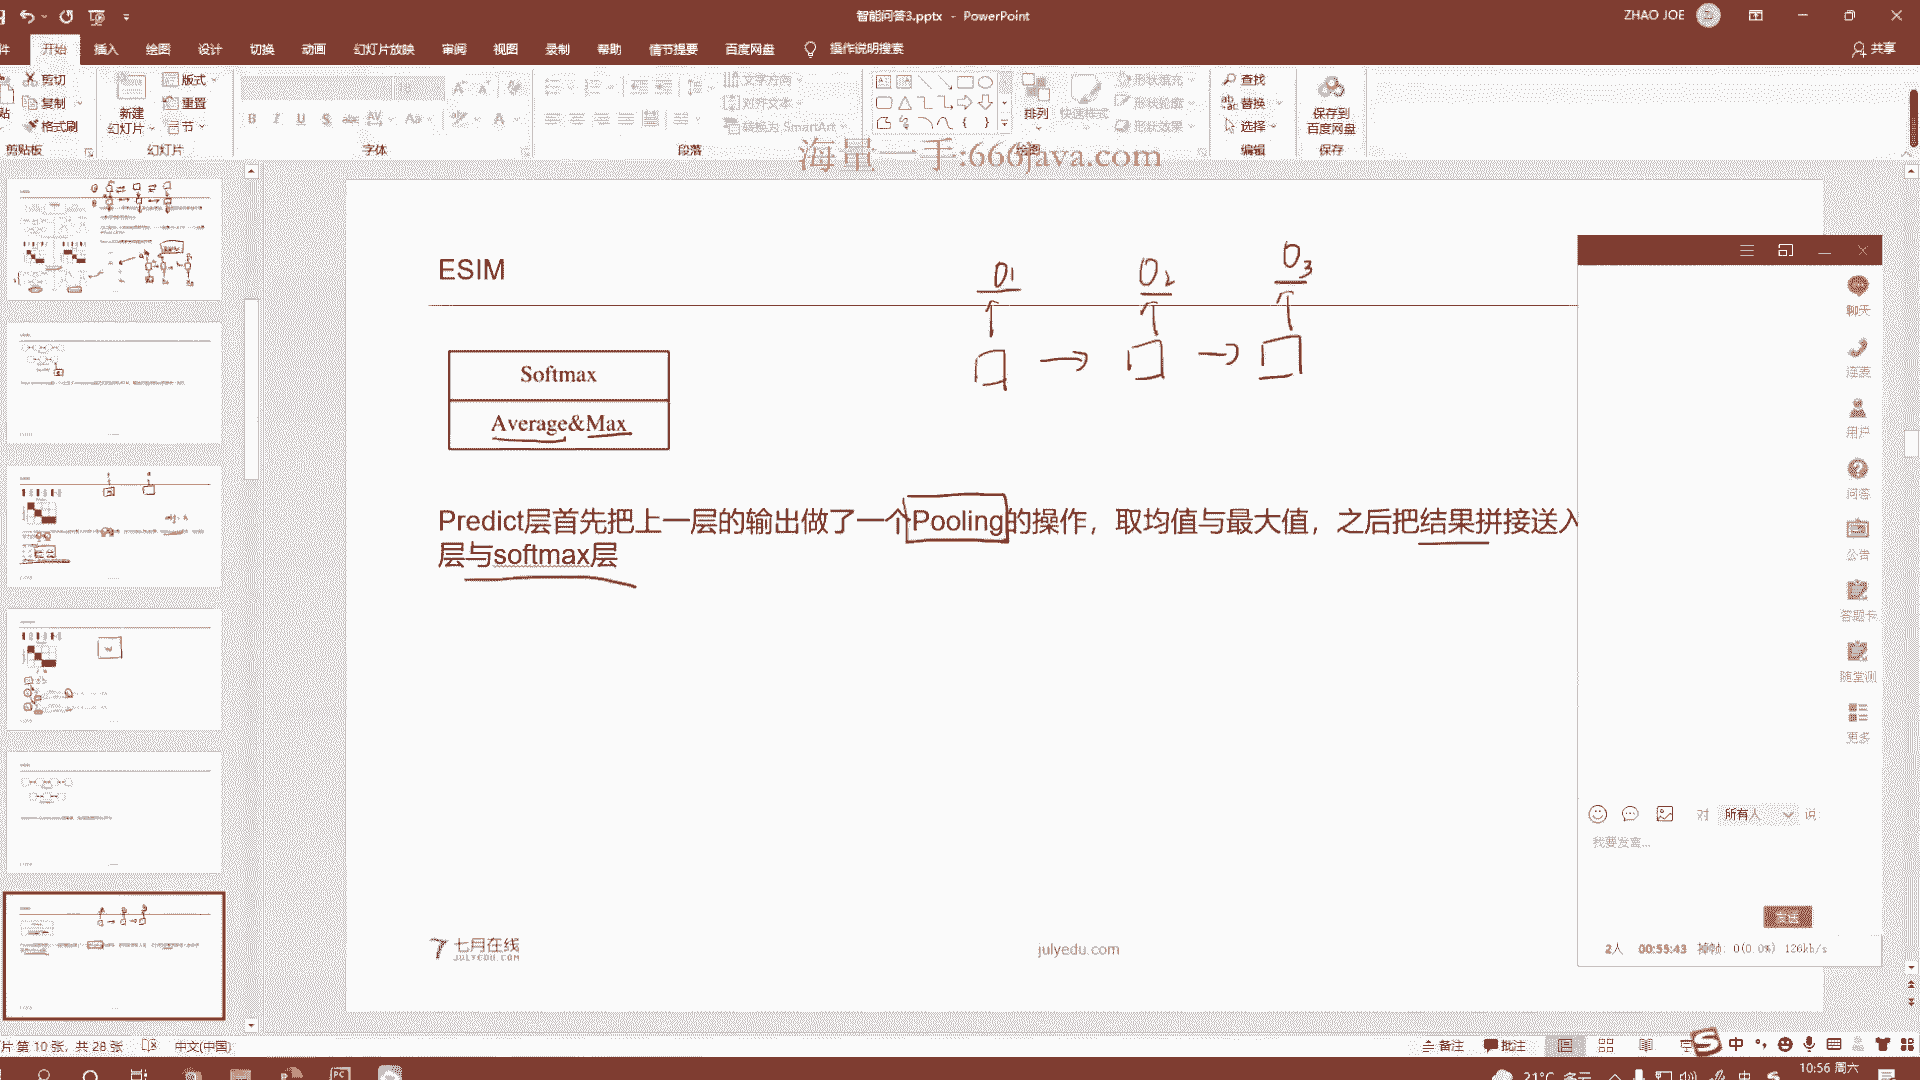 智能问答3.pptx - PowerPoint
ZHAO JOE
开始 插入 绘图 设计 切换 动画 幻灯片放映 审阅 视图 录制 帮助 情节提要 百度网盘 操作说明搜索
共享
剪切
复制
格式刷
剪贴板
新建
幻灯片
版式
重置
节
幻灯片
B I U S abc AV Aa A
字体
文字方向
对齐文本
转换为 SmartArt
段落
排列
快速样式
形状填充
形状轮廓
形状效果
绘图
查找
替换
选择
编辑
保存到
百度网盘
保存
海量一手:666java.com
ESIM
O1 O2 O3
Softmax
Average&Max
Predict层首先把上一层的输出做了一个Pooling的操作，取均值与最大值，之后把结果拼接送入
层与softmax层
七月在线
JULYEDU.COM
julyedu.com
聊天
连麦
用户
问答
公告
答题卡
随堂测
更多
对 所有人 说
我要发言...
发送
2人 00:55:43 掉帧: 0(0.0%) 126kb/s
片 第 10 张，共 28 张 中文(中国)
备注 批注
中
21°C 多云
中
10:56 周六